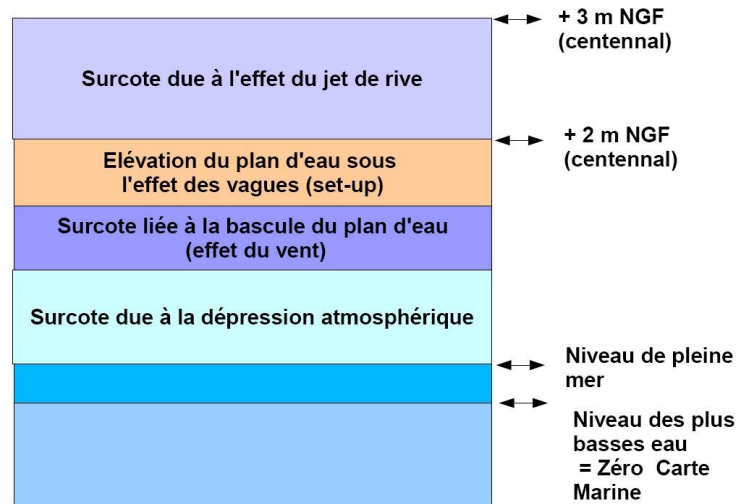 + 3 m NGF
(centennal)
Surcote due à l'effet du jet de rive
+ 2 m NGF
(centennal)
Elévation du plan d'eau sous
l'effet des vagues (set-up)
Surcote liée à la bascule du plan d'eau
(effet du vent)
Surcote due à la dépression atmosphérique
Niveau de pleine
mer
Niveau des plus
basses eau
= Zéro Carte
Marine